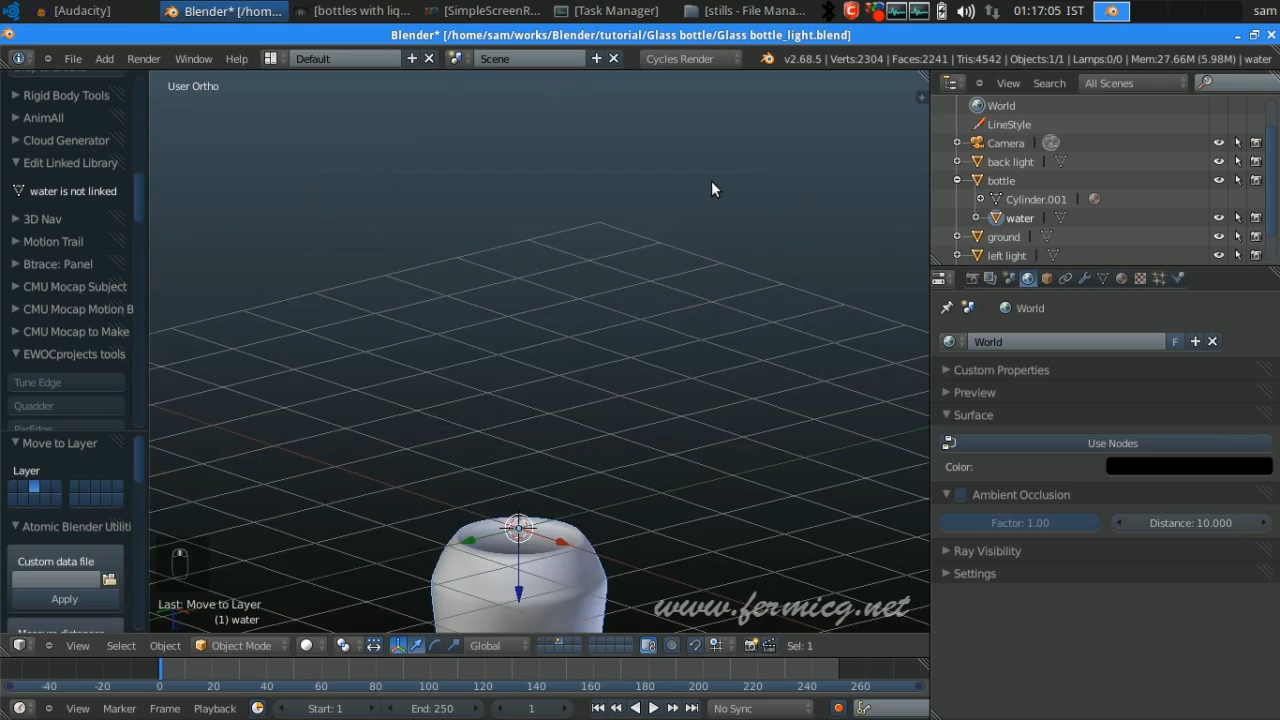 [Audacity]
Blender* [/hom...
[bottles with liq...
[SimpleScreenR...
[Task Manager]
[stills - File Mana...
01:17:05 IST
sam
Blender* [/home/sam/works/Blender/tutorial/Glass bottle/Glass bottle_light.blend]
File Add Render Window Help
Default
Scene
Cycles Render
v2.68.5 | Verts:2304 | Faces:2241 | Tris:4542 | Objects:1/1 | Lamps:0/0 | Mem:27.66M (5.98M) | water
Rigid Body Tools
AnimAll
Cloud Generator
Edit Linked Library
water is not linked
3D Nav
Motion Trail
Btrace: Panel
CMU Mocap Subject
CMU Mocap Motion B
CMU Mocap to Make
EWOCprojects tools
Tune Edge
Quadder
Move to Layer
Layer
Atomic Blender Utiliti
Custom data file
Apply
User Ortho
Last: Move to Layer
(1) water
www.fermicg.net
View Select Object
Object Mode
Global
Sel: 1
-40 -20 0 20 40 60 80 100 120 140 160 180 200 220 240 260
View Marker Frame Playback
Start: 1
End: 250
1
No Sync
View Search
All Scenes
World
LineStyle
Camera
back light
bottle
Cylinder.001
water
ground
left light
World
World
F
Custom Properties
Preview
Surface
Use Nodes
Color:
Ambient Occlusion
Factor: 1.00
Distance: 10.000
Ray Visibility
Settings